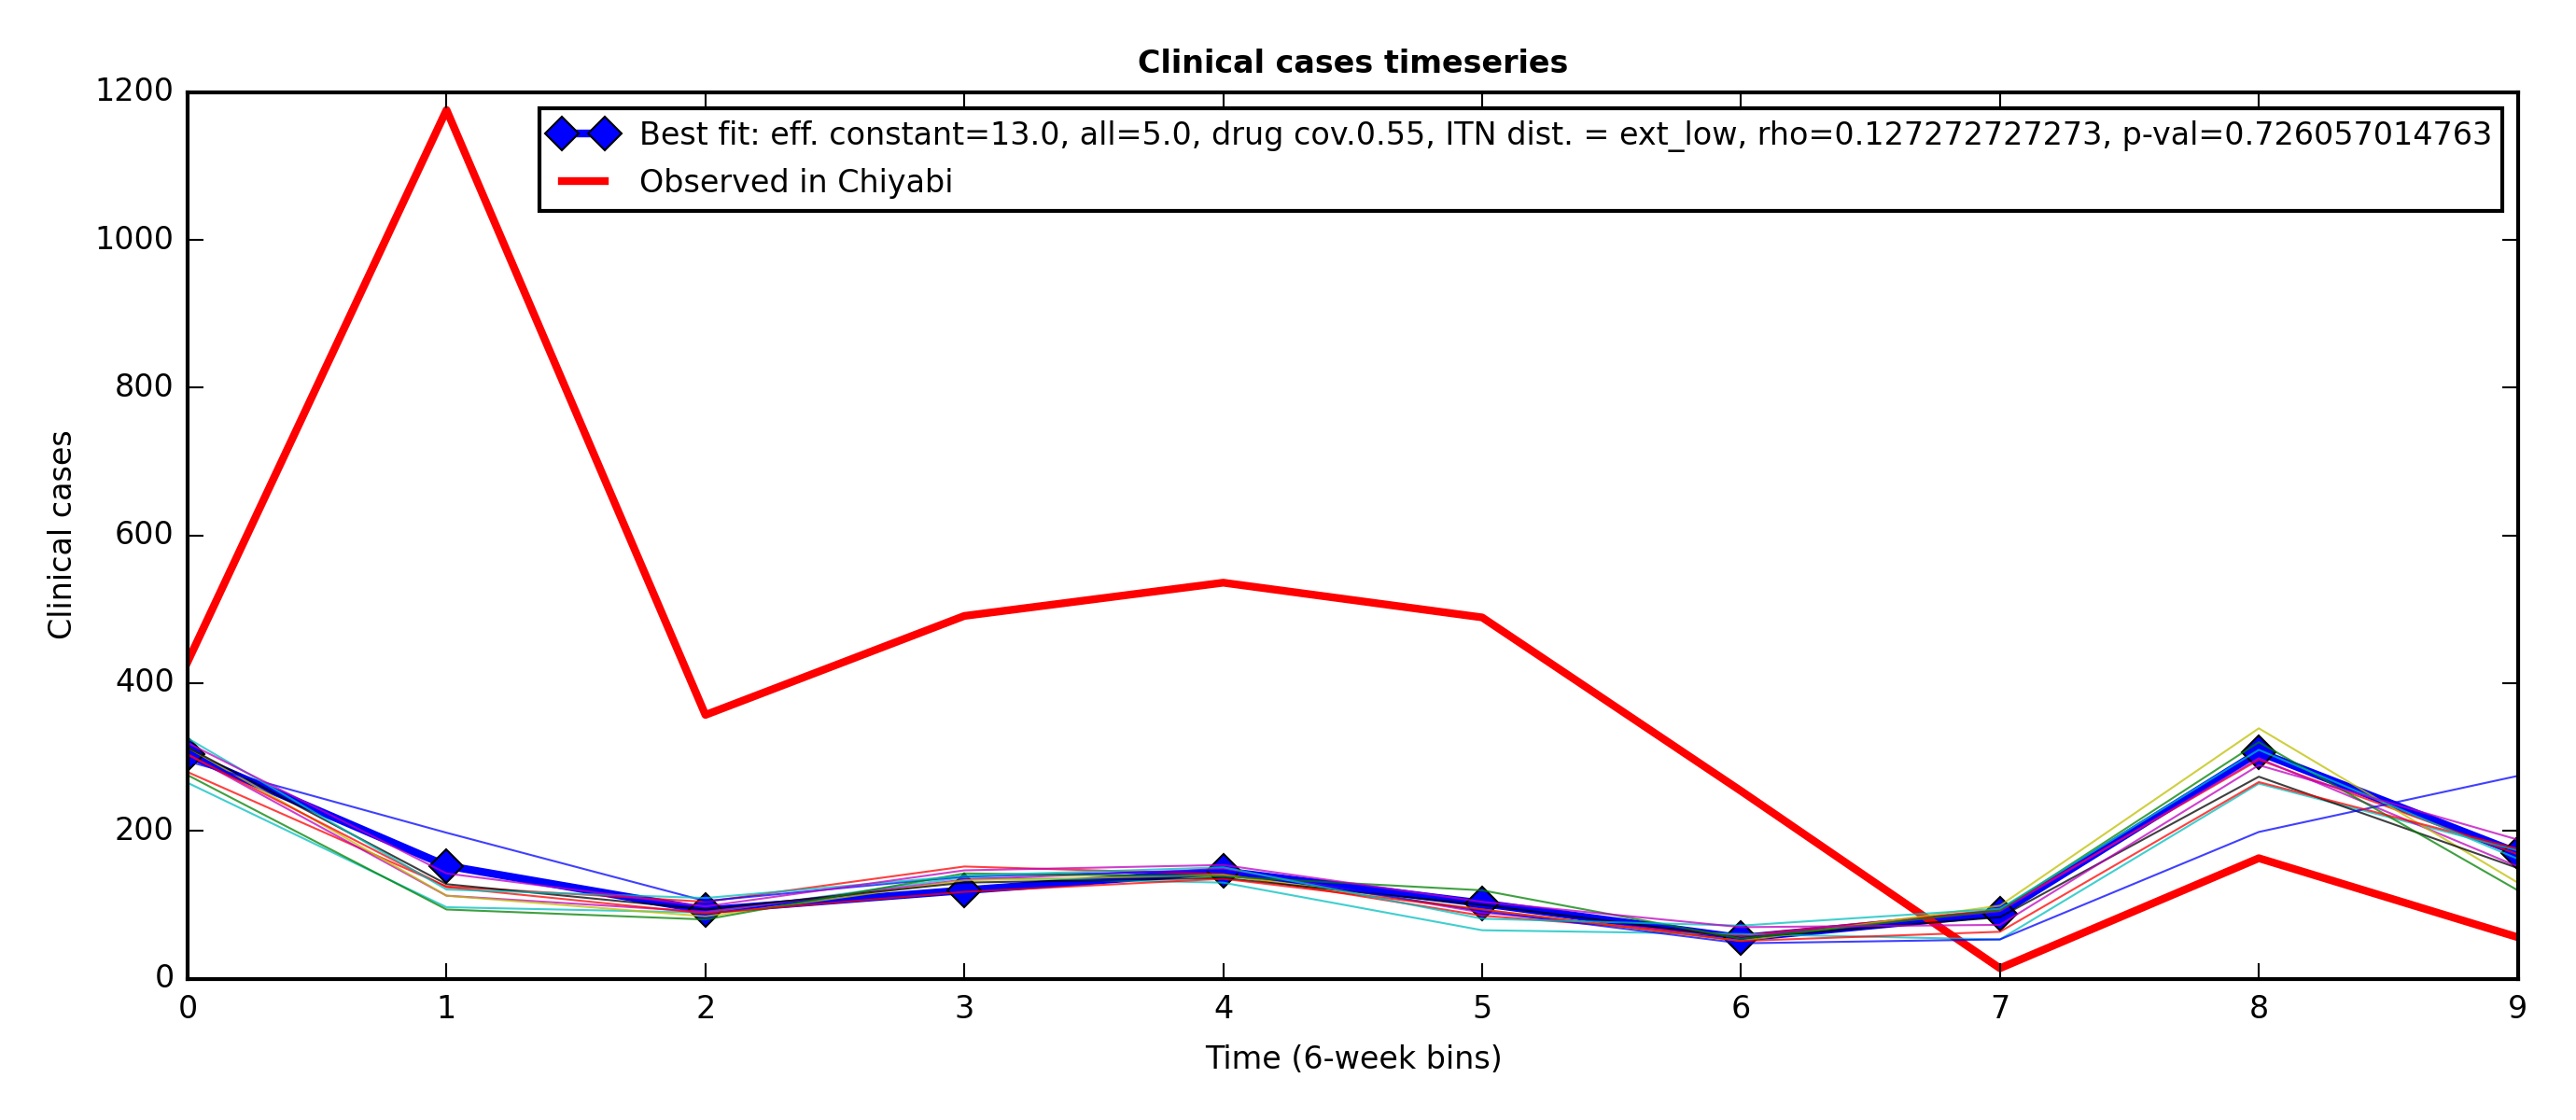 Clinical cases timeseries
1200
1000
800
600
400
200
0
Clinical cases
Best fit: eff. constant=13.0, all=5.0, drug cov.0.55, ITN dist. = ext_low, rho=0.127272727273, p-val=0.726057014763
Observed in Chiyabi
0 1 2 3 4 5 6 7 8 9
Time (6-week bins)